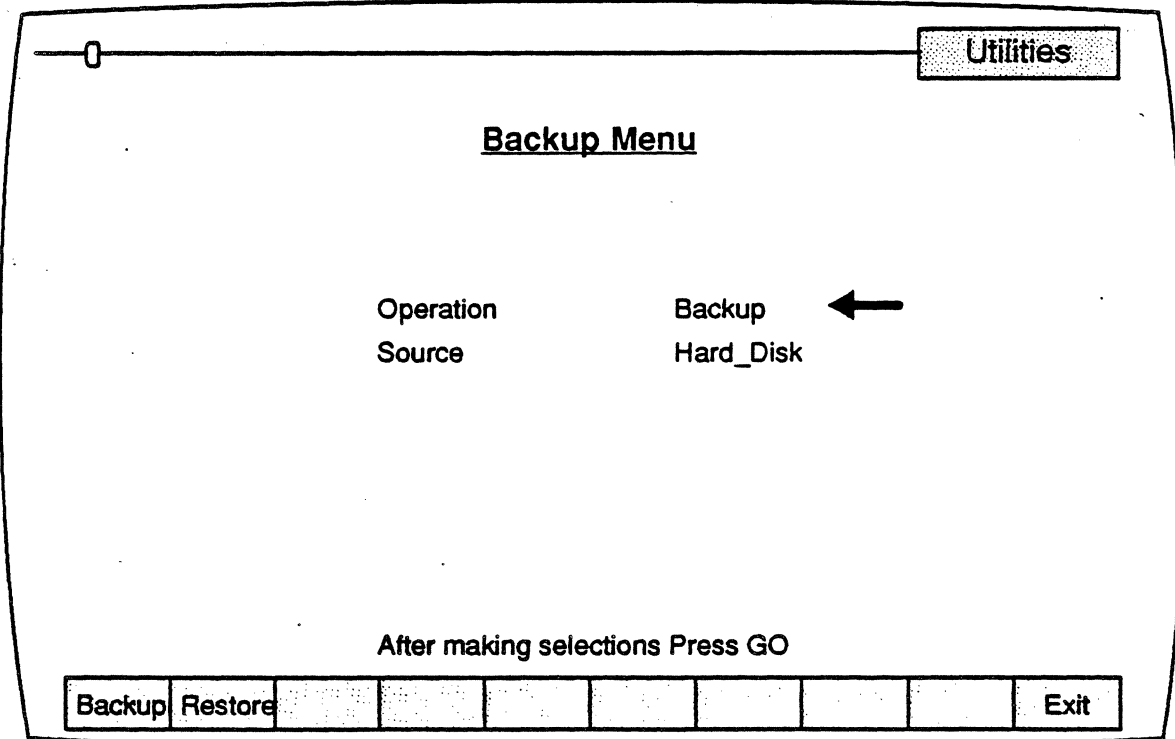 Utilities
Backup Menu
Operation Backup
Source Hard_Disk
After making selections Press GO
Backup Restore Exit